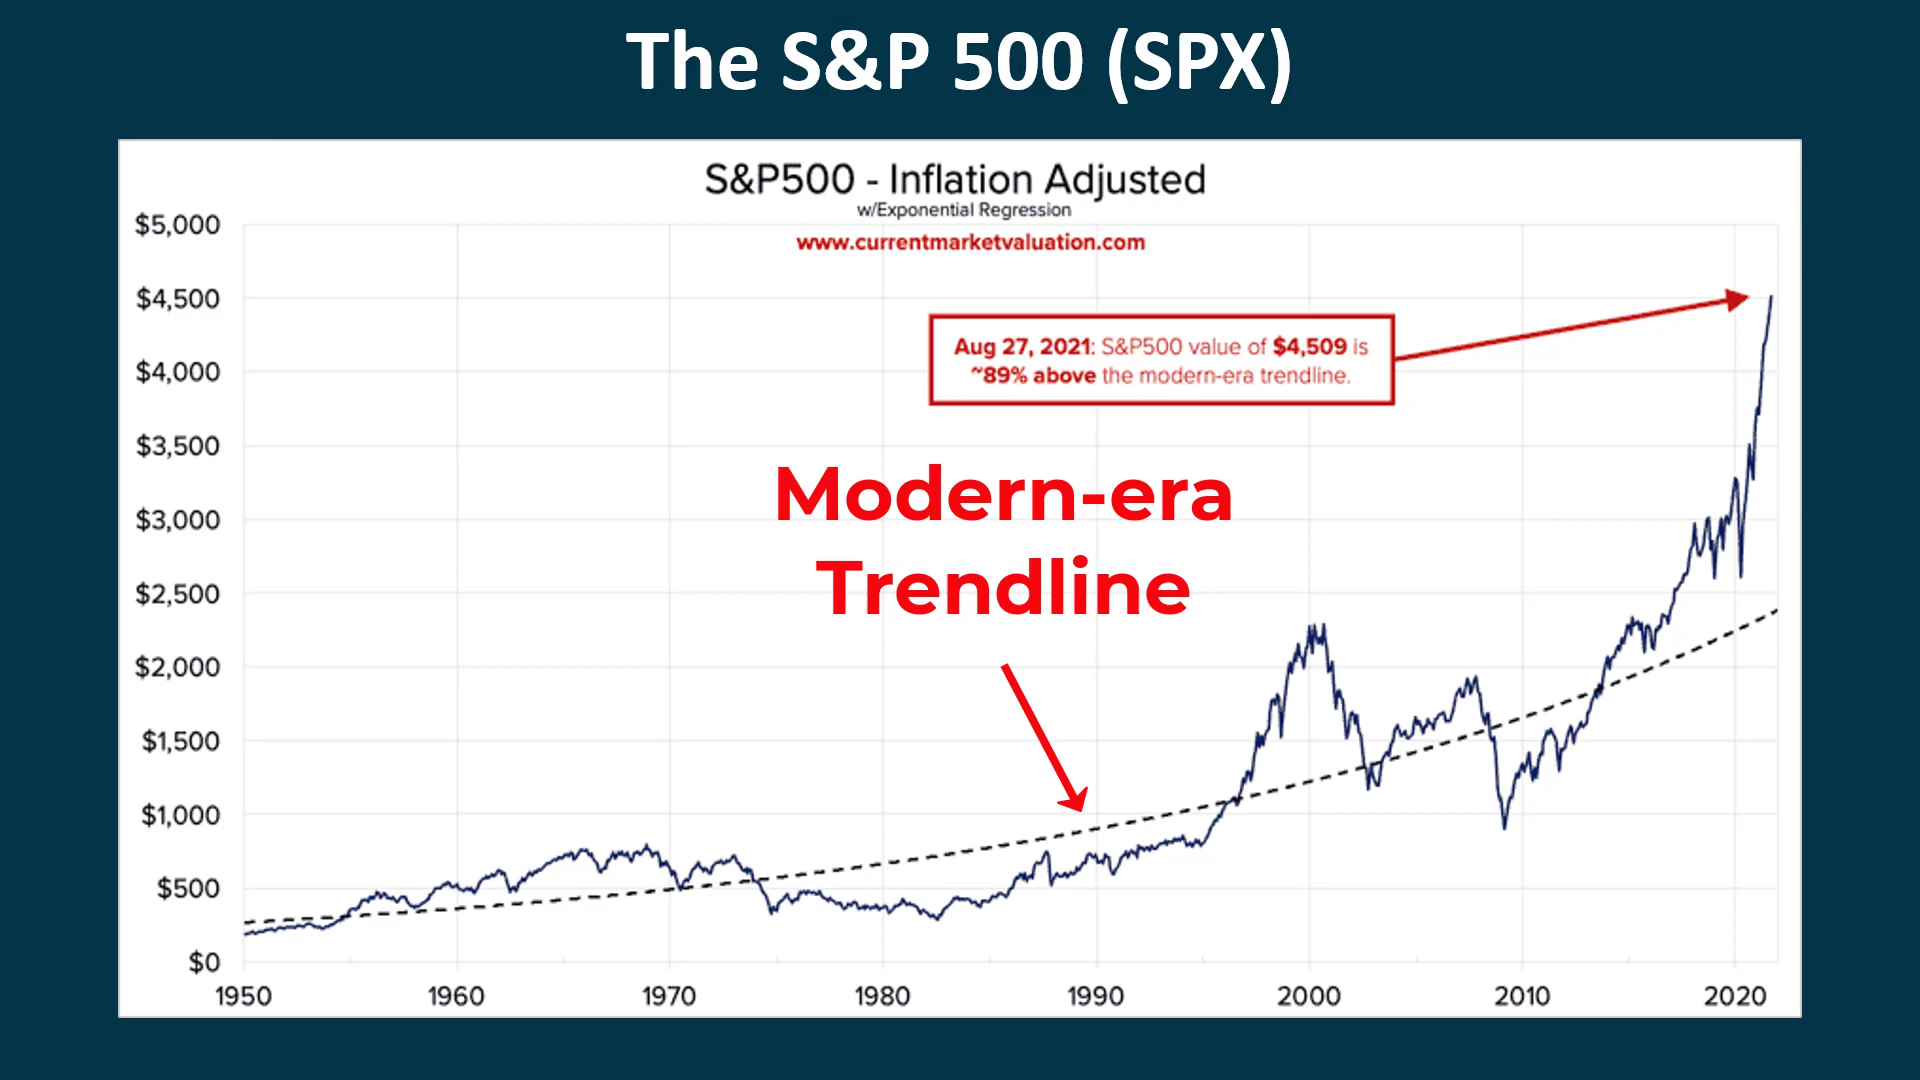 The S&P 500 (SPX)
S&P500 - Inflation Adjusted
w/Exponential Regression
www.currentmarketvaluation.com
$5,000
$4,500
$4,000
$3,500
$3,000
$2,500
$2,000
$1,500
$1,000
$500
$0
Aug 27, 2021: S&P500 value of $4,509 is
~89% above the modern-era trendline.
Modern-era
Trendline
1950 1960 1970 1980 1990 2000 2010 2020